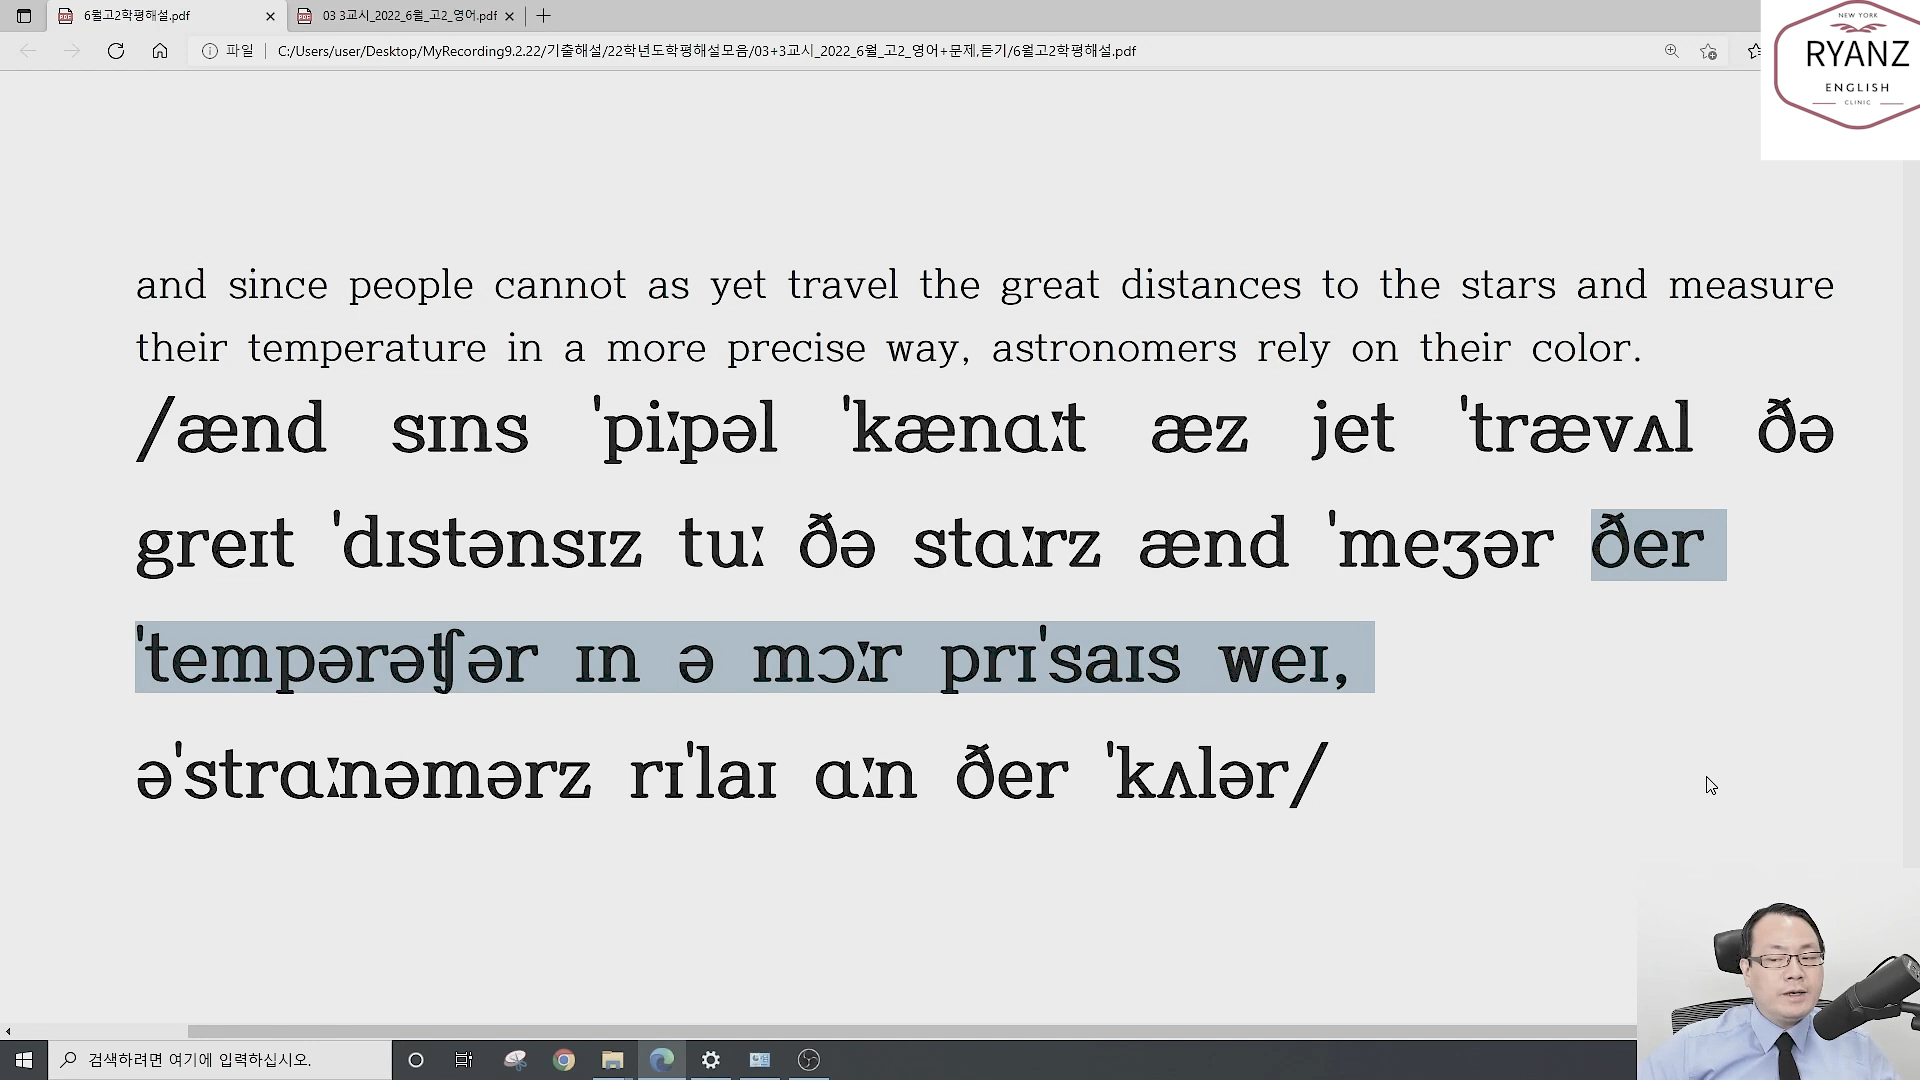 6월고2학평해설.pdf
03 3교시_2022_6월_고2_영어.pdf
파일
C:/Users/user/Desktop/MyRecording9.2.22/기출해설/22학년도학평해설모음/03+3교시_2022_6월_고2_영어+문제,듣기/6월고2학평해설.pdf
NEW YORK
RYANZ
ENGLISH
CLINIC
and since people cannot as yet travel the great distances to the stars and measure
their temperature in a more precise way, astronomers rely on their color.
/ænd sɪns ˈpiːpəl ˈkænɑːt æz jet ˈtrævʌl ðə
greɪt ˈdɪstənsɪz tuː ðə stɑːrz ænd ˈmeʒər ðer
ˈtempərəʧər ɪn ə mɔːr prɪˈsaɪs weɪ,
əˈstrɑːnəmərz rɪˈlaɪ ɑːn ðer ˈkʌlər/
검색하려면 여기에 입력하십시오.